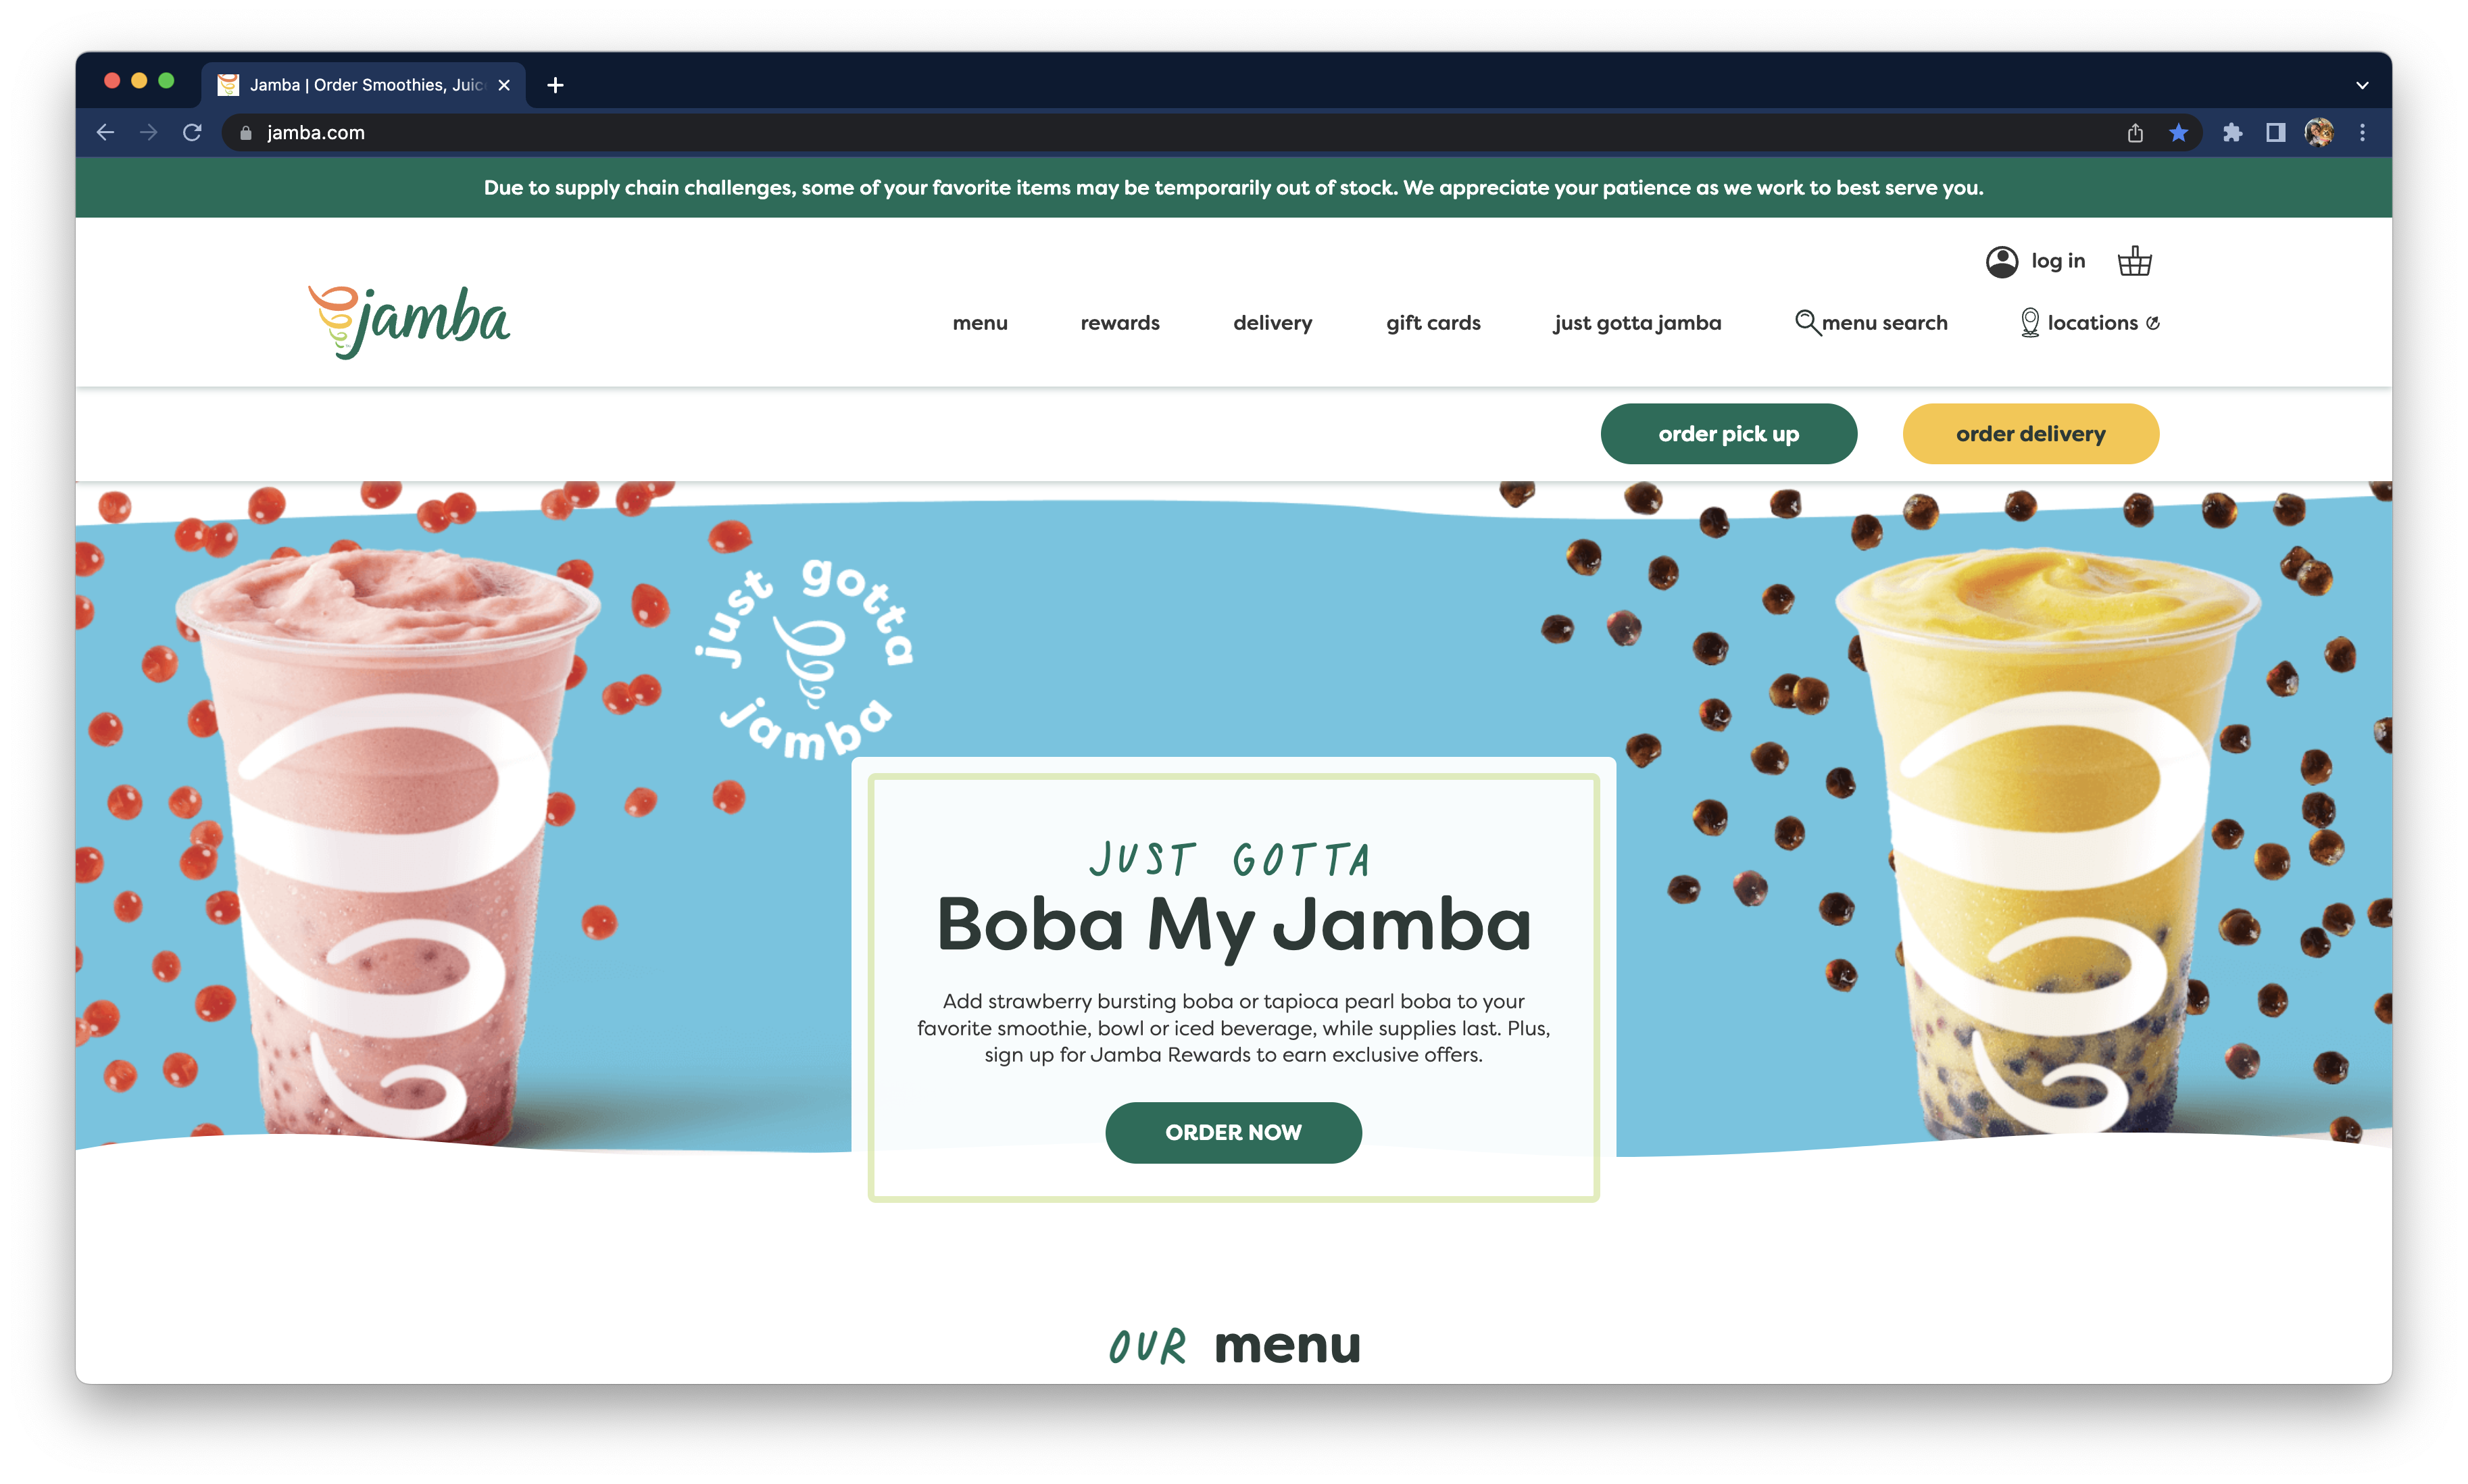 Jamba | Order Smoothies, Juic
jamba.com
Due to supply chain challenges, some of your favorite items may be temporarily out of stock. We appreciate your patience as we work to best serve you.
log in
jamba
menu rewards delivery gift cards just gotta jamba menu search locations
order pick up order delivery
just gotta jamba
JUST GOTTA
Boba My Jamba
Add strawberry bursting boba or tapioca pearl boba to your
favorite smoothie, bowl or iced beverage, while supplies last. Plus,
sign up for Jamba Rewards to earn exclusive offers.
ORDER NOW
OUR menu